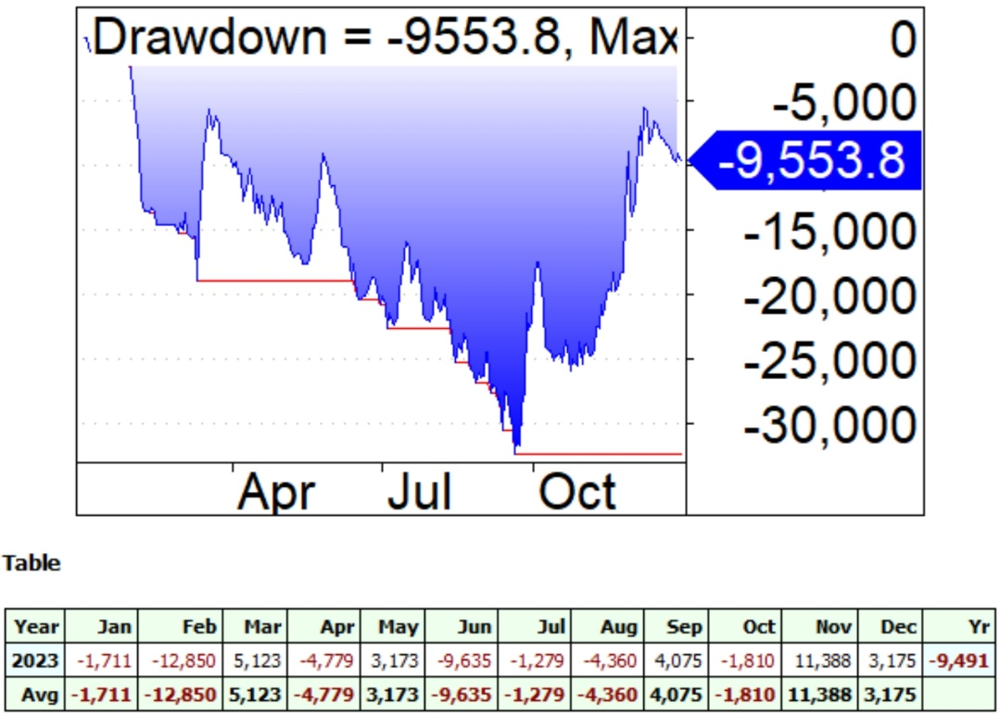 Drawdown = -9553.8, Max
0
-5,000
-9,553.8
-15,000
-20,000
-25,000
-30,000
Apr Jul Oct
Table
Year Jan Feb Mar Apr May Jun Jul Aug Sep Oct Nov Dec Yr
2023 -1,711 -12,850 5,123 -4,779 3,173 -9,635 -1,279 -4,360 4,075 -1,810 11,388 3,175 -9,491
Avg -1,711 -12,850 5,123 -4,779 3,173 -9,635 -1,279 -4,360 4,075 -1,810 11,388 3,175